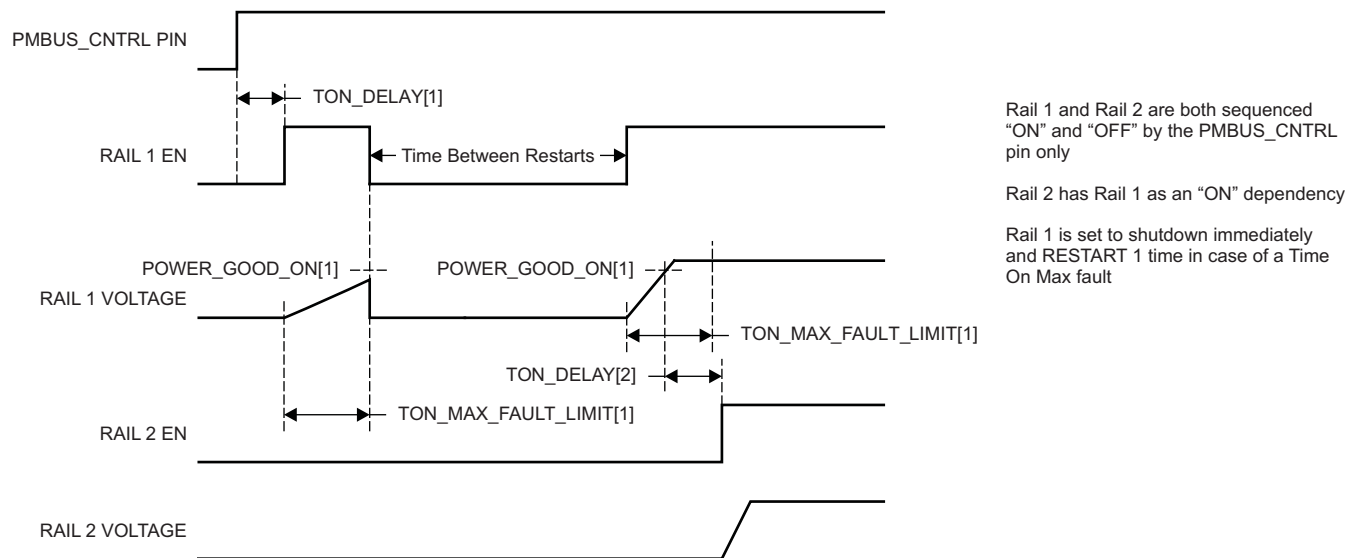 PMBUS_CNTRL PIN
TON_DELAY[1]
RAIL 1 EN
Time Between Restarts
POWER_GOOD_ON[1]
POWER_GOOD_ON[1]
RAIL 1 VOLTAGE
TON_MAX_FAULT_LIMIT[1]
TON_DELAY[2]
TON_MAX_FAULT_LIMIT[1]
RAIL 2 EN
RAIL 2 VOLTAGE
Rail 1 and Rail 2 are both sequenced
“ON” and “OFF” by the PMBUS_CNTRL
pin only
Rail 2 has Rail 1 as an “ON” dependency
Rail 1 is set to shutdown immediately
and RESTART 1 time in case of a Time
On Max fault